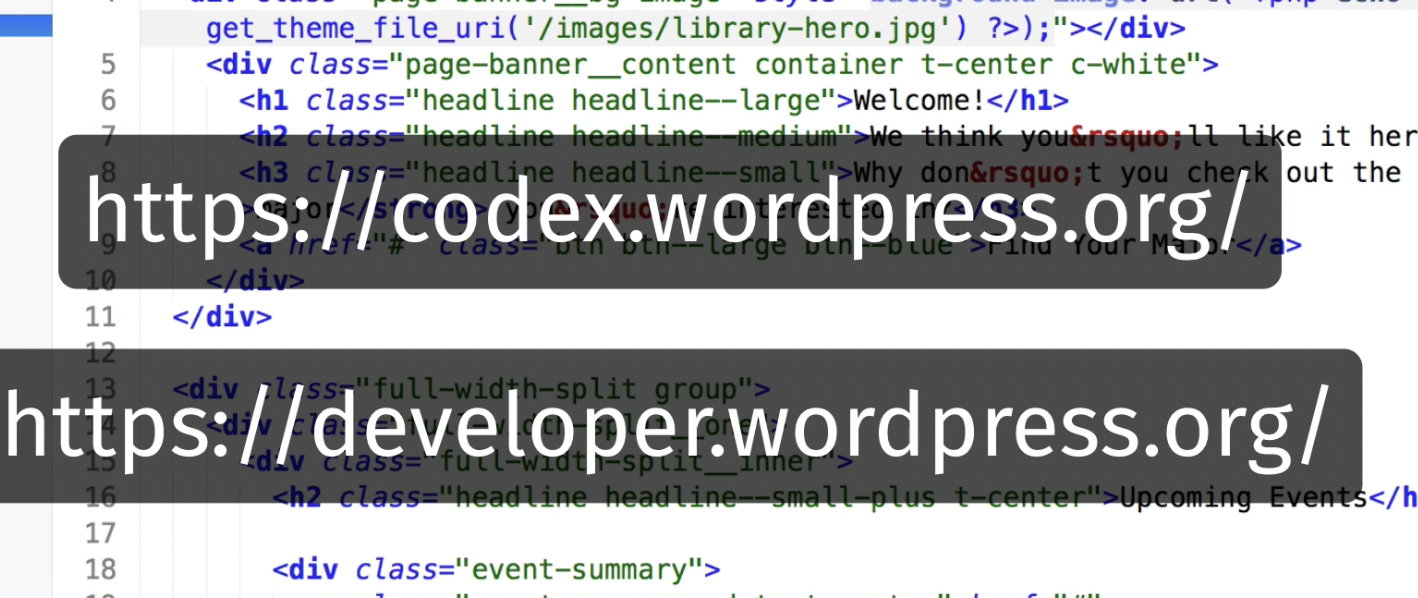 get_theme_file_uri('/images/library-hero.jpg') ?>);"></div>
5 <div class="page-banner__content container t-center c-white">
6 <h1 class="headline headline--large">Welcome!</h1>
7 <h2 class="headline headline--medium">We think you&rsquo;ll like it her
8 <h3 class="headline headline--small">Why don&rsquo;t you check out the
https://codex.wordpress.org/
9 <a href="#" class="btn btn--large btn--blue">Find Your Major</a>
10 </div>
11 </div>
12
13 <div class="full-width-split group">
https://developer.wordpress.org/
15 <div class="full-width-split__inner">
16 <h2 class="headline headline--small-plus t-center">Upcoming Events</h
17
18 <div class="event-summary">